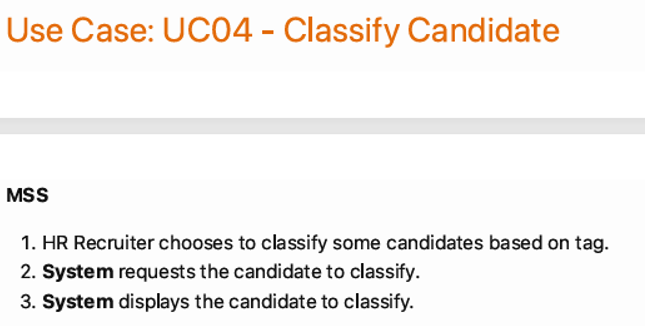 Use Case: UC04 - Classify Candidate
MSS
1. HR Recruiter chooses to classify some candidates based on tag.
2. System requests the candidate to classify.
3. System displays the candidate to classify.